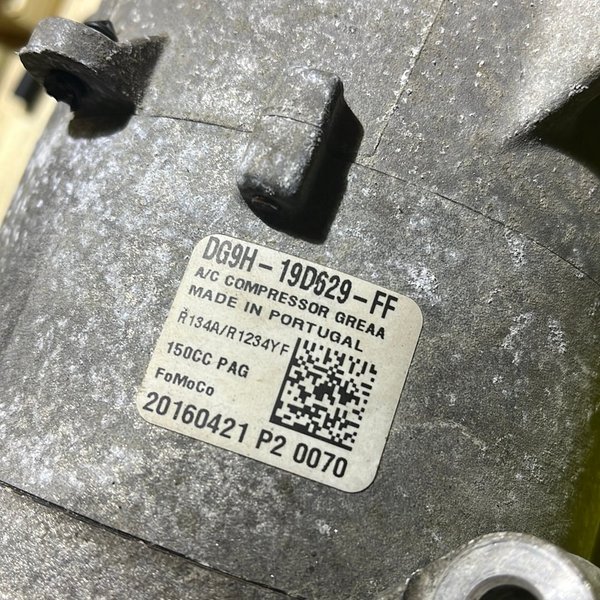 DG9H-19D629-FF
A/C COMPRESSOR GREAA
MADE IN PORTUGAL
R134A/R1234YF
150CC PAG
FoMoCo
20160421 P2 0070